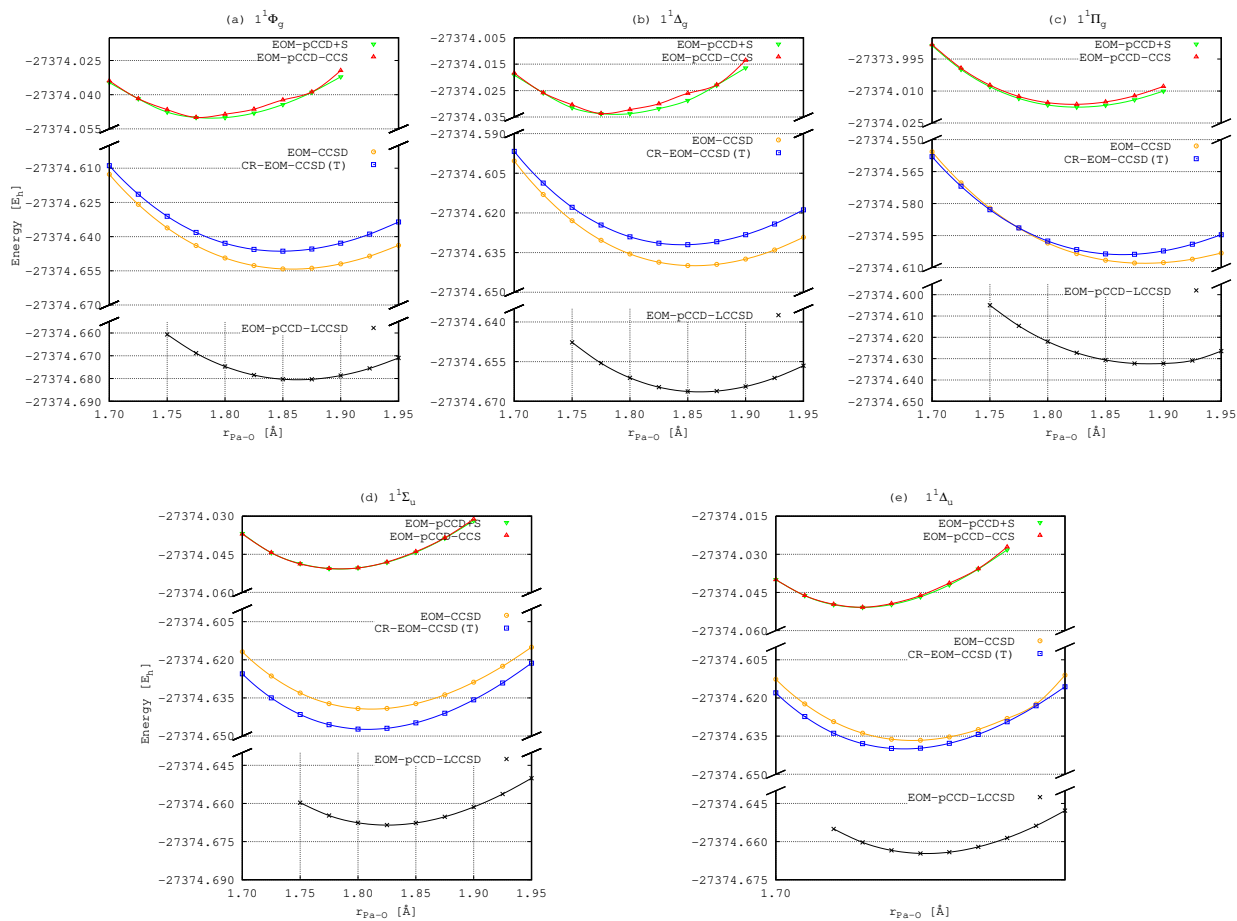 (a) 1¹Φg
EOM-pCCD+S
EOM-pCCD-CCS
−27374.025
−27374.040
−27374.055
EOM-CCSD
CR-EOM-CCSD(T)
−27374.610
−27374.625
−27374.640
−27374.655
−27374.670
Energy [Eh]
EOM-pCCD-LCCSD
−27374.660
−27374.670
−27374.680
−27374.690
1.70 1.75 1.80 1.85 1.90 1.95
rPa-O [Å]
(b) 1¹Δg
EOM-pCCD+S
EOM-pCCD-CCS
−27374.005
−27374.015
−27374.025
−27374.035
EOM-CCSD
CR-EOM-CCSD(T)
−27374.590
−27374.605
−27374.620
−27374.635
−27374.650
EOM-pCCD-LCCSD
−27374.640
−27374.655
−27374.670
1.70 1.75 1.80 1.85 1.90 1.95
rPa-O [Å]
(c) 1¹Πg
EOM-pCCD+S
EOM-pCCD-CCS
−27373.995
−27374.010
−27374.025
EOM-CCSD
CR-EOM-CCSD(T)
−27374.550
−27374.565
−27374.580
−27374.595
−27374.610
EOM-pCCD-LCCSD
−27374.600
−27374.615
−27374.630
−27374.640
−27374.650
1.70 1.75 1.80 1.85 1.90 1.95
rPa-O [Å]
(d) 1¹Σu
EOM-pCCD+S
EOM-pCCD-CCS
−27374.030
−27374.045
−27374.060
EOM-CCSD
CR-EOM-CCSD(T)
−27374.605
−27374.620
−27374.635
−27374.650
Energy [Eh]
EOM-pCCD-LCCSD
−27374.645
−27374.660
−27374.675
−27374.690
1.70 1.75 1.80 1.85 1.90 1.95
rPa-O [Å]
(e) 1¹Δu
EOM-pCCD+S
EOM-pCCD-CCS
−27374.015
−27374.030
−27374.045
−27374.060
EOM-CCSD
CR-EOM-CCSD(T)
−27374.605
−27374.620
−27374.635
−27374.650
EOM-pCCD-LCCSD
−27374.645
−27374.660
−27374.675
1.70
rPa-O [Å]